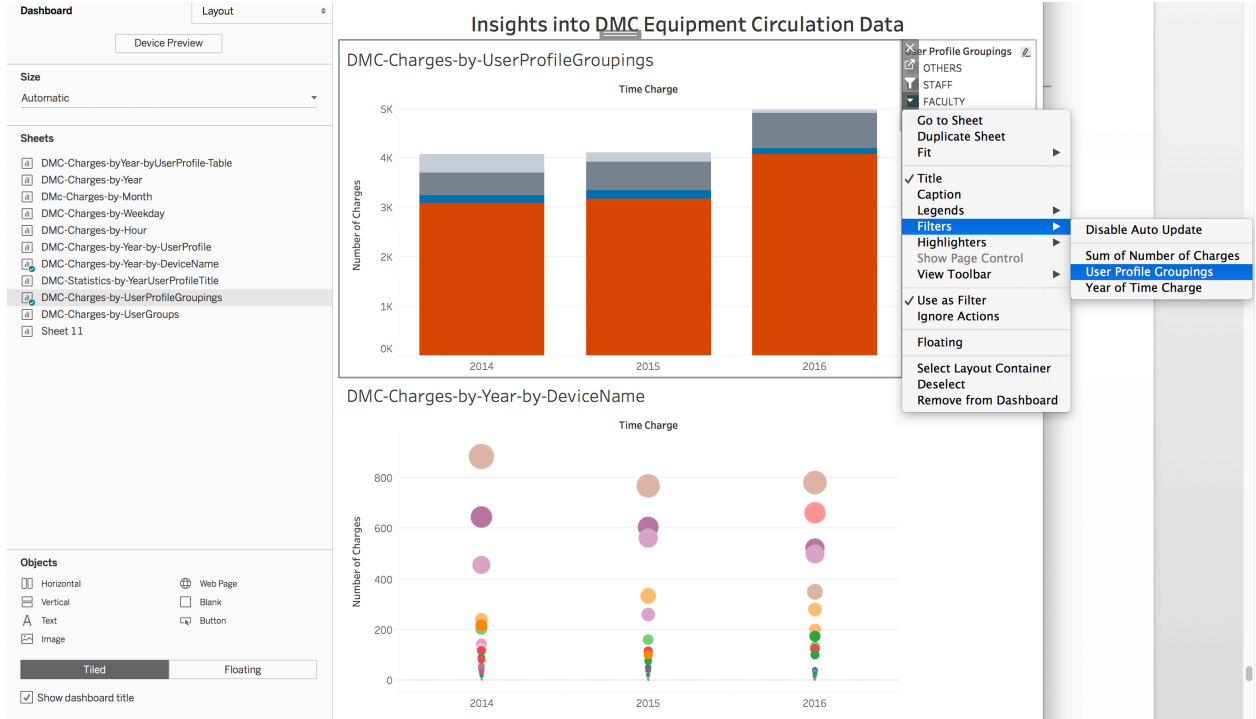 Dashboard
Layout
Device Preview
Size
Automatic
Sheets
DMC-Charges-byYear-byUserProfile-Table
DMC-Charges-by-Year
DMc-Charges-by-Month
DMC-Charges-by-Weekday
DMC-Charges-by-Hour
DMC-Charges-by-Year-by-UserProfile
DMC-Charges-by-Year-by-DeviceName
DMC-Statistics-by-YearUserProfileTitle
DMC-Charges-by-UserProfileGroupings
DMC-Charges-by-UserGroups
Sheet 11
Objects
Horizontal
Web Page
Vertical
Blank
Text
Button
Image
Tiled
Floating
Show dashboard title
Insights into DMC Equipment Circulation Data
DMC-Charges-by-UserProfileGroupings
Time Charge
Number of Charges
5K
4K
3K
2K
1K
0K
2014
2015
2016
DMC-Charges-by-Year-by-DeviceName
Time Charge
Number of Charges
800
600
400
200
0
2014
2015
2016
User Profile Groupings
OTHERS
STAFF
FACULTY
Go to Sheet
Duplicate Sheet
Fit
Title
Caption
Legends
Filters
Highlighters
Show Page Control
View Toolbar
Use as Filter
Ignore Actions
Floating
Select Layout Container
Deselect
Remove from Dashboard
Disable Auto Update
Sum of Number of Charges
User Profile Groupings
Year of Time Charge